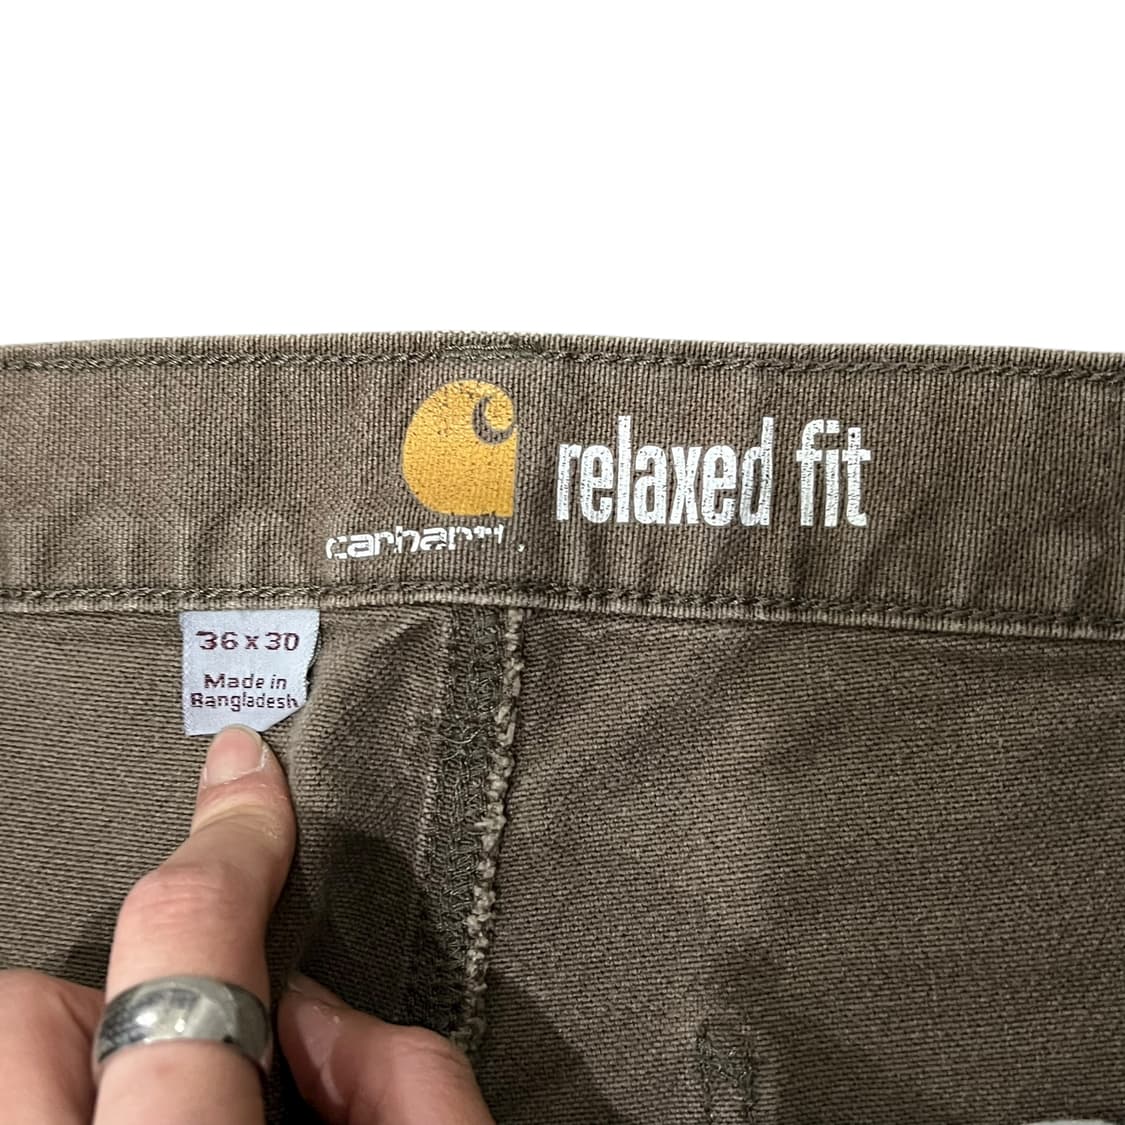 carhartt
relaxed fit
36 x 30
Made in
Bangladesh